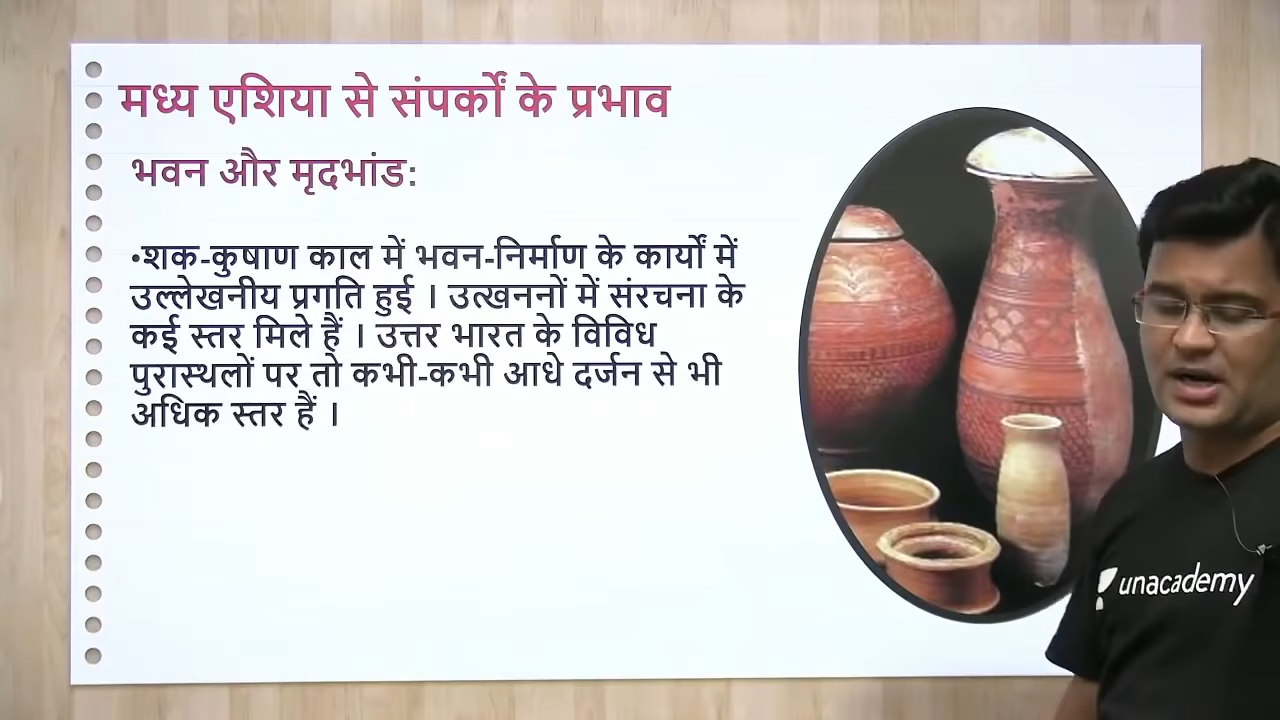 मध्य एशिया से संपर्कों के प्रभाव
भवन और मृदभांड:
•शक-कुषाण काल में भवन-निर्माण के कार्यों में
उल्लेखनीय प्रगति हुई । उत्खननों में संरचना के
कई स्तर मिले हैं । उत्तर भारत के विविध
पुरास्थलों पर तो कभी-कभी आधे दर्जन से भी
अधिक स्तर हैं ।
unacademy